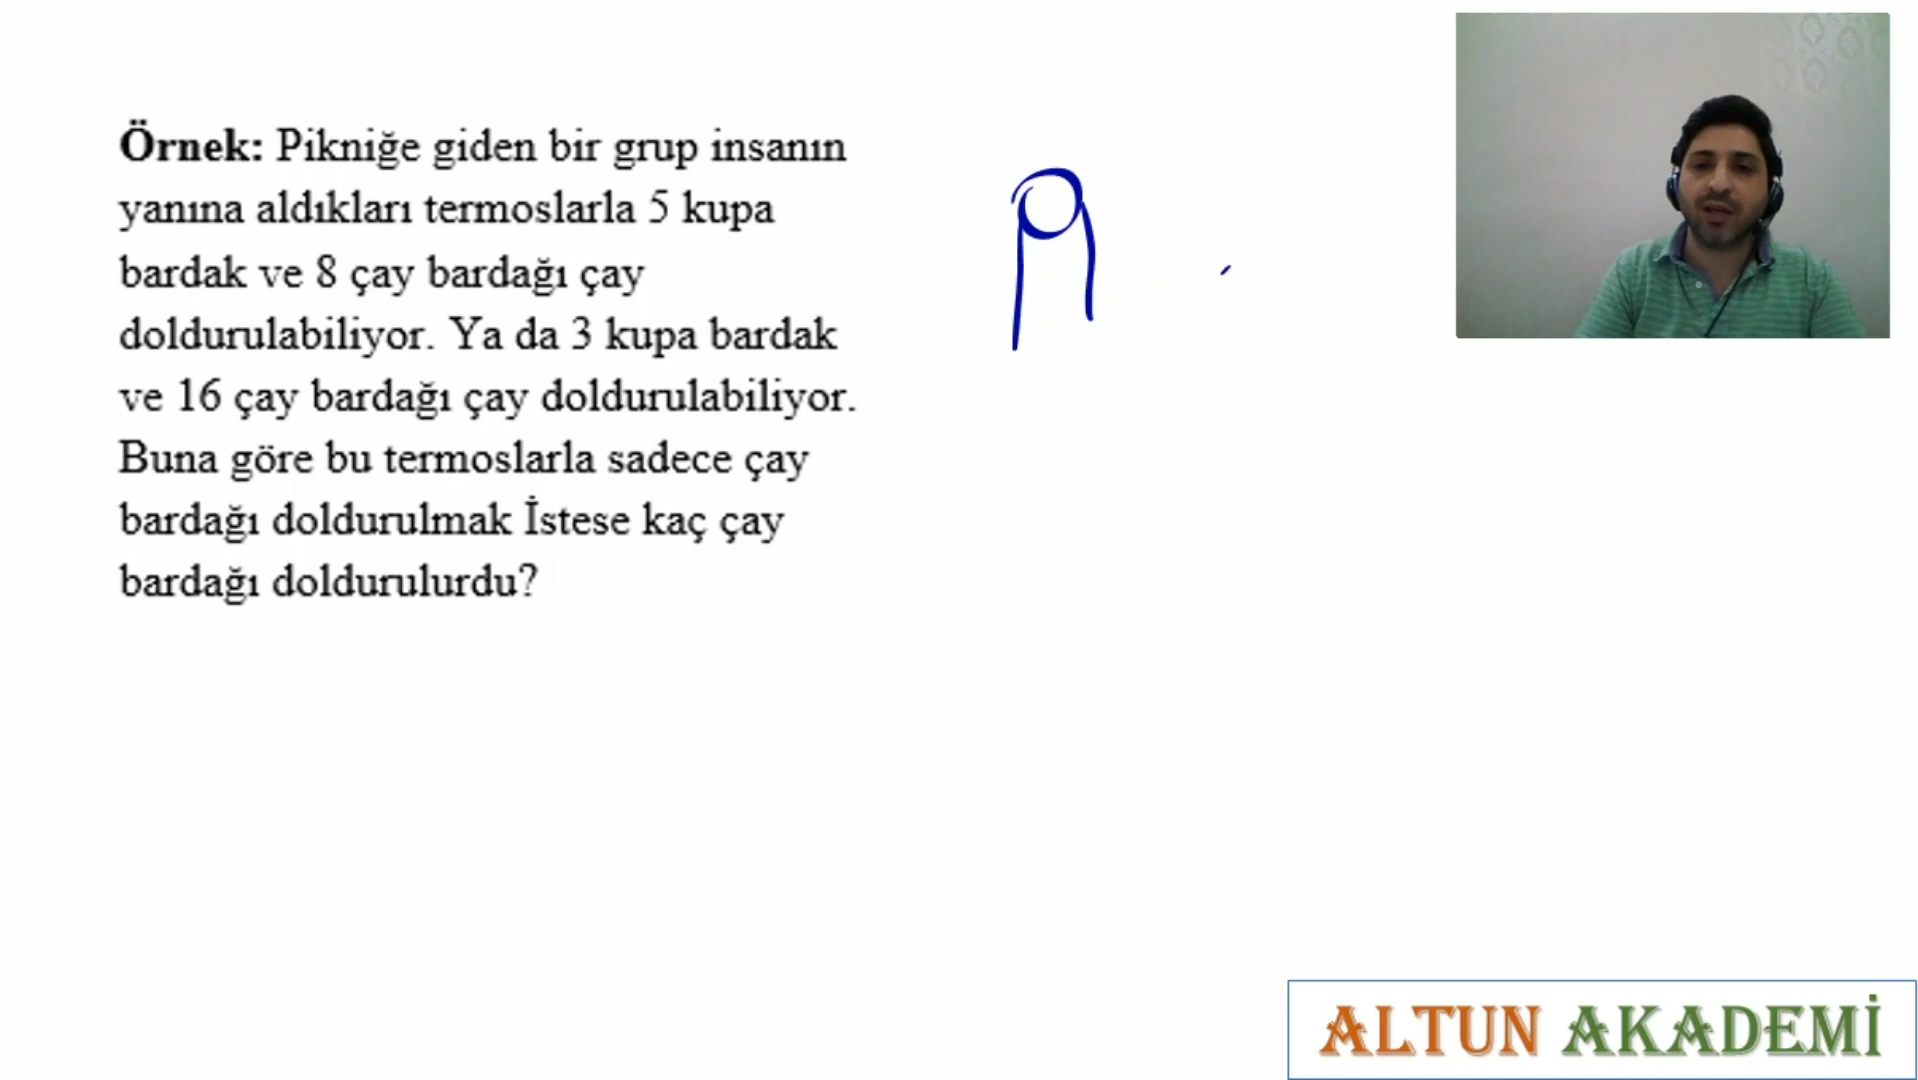 Örnek: Pikniğe giden bir grup insanın
yanına aldıkları termoslarla 5 kupa
bardak ve 8 çay bardağı çay
doldurulabiliyor. Ya da 3 kupa bardak
ve 16 çay bardağı çay doldurulabiliyor.
Buna göre bu termoslarla sadece çay
bardağı doldurulmak İstese kaç çay
bardağı doldurulurdu?
ALTUN AKADEMİ